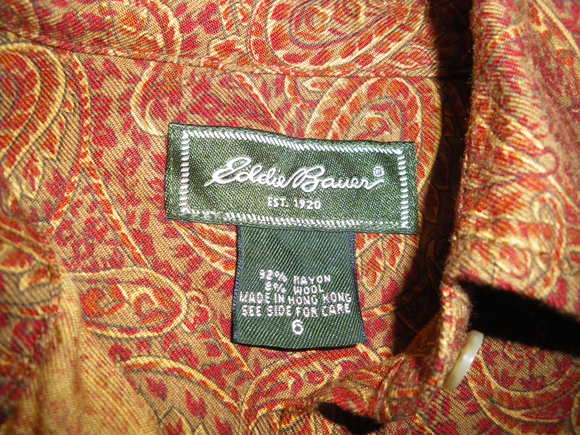 Eddie Bauer®
EST. 1920
92% RAYON
8% WOOL
MADE IN HONG KONG
SEE SIDE FOR CARE
6